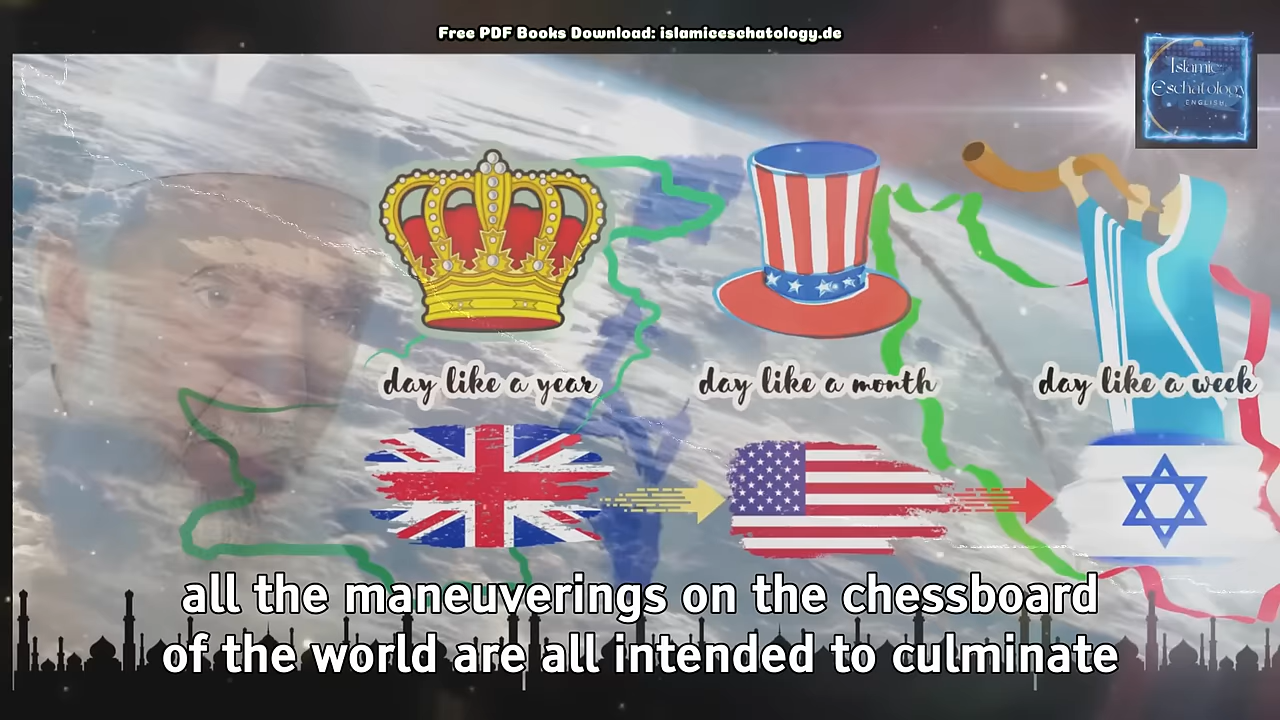 Free PDF Books Download: islamiceschatology.de
Islamic
Eschatology
ENGLISH
day like a year
day like a month
day like a week
all the maneuverings on the chessboard
of the world are all intended to culminate